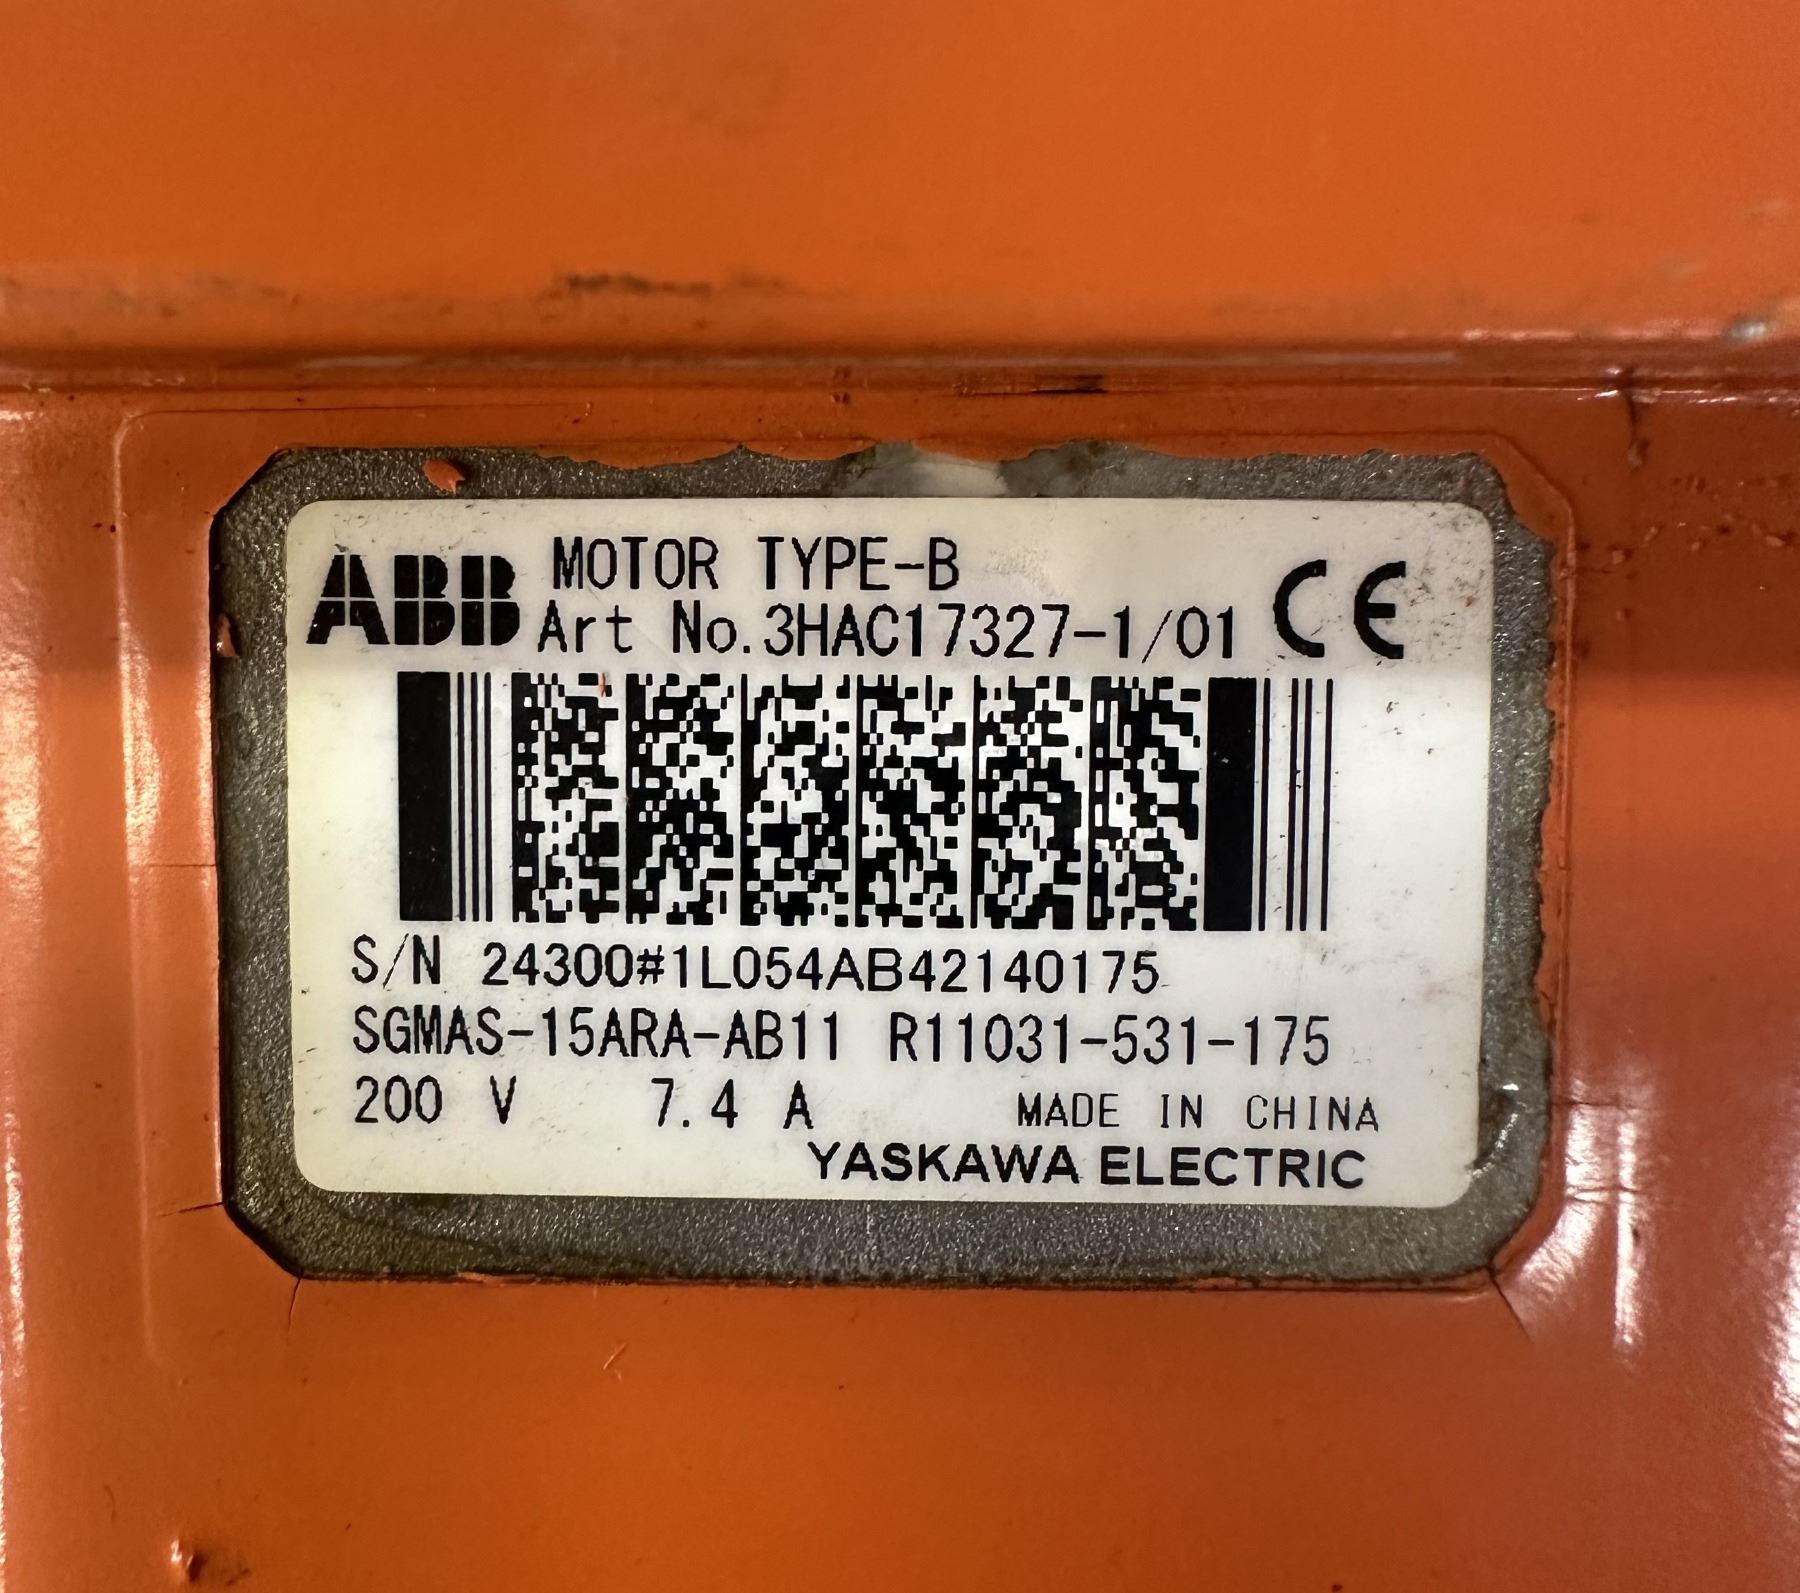 ABB MOTOR TYPE-B
Art No.3HAC17327-1/01 CE
S/N 24300#1L054AB42140175
SGMAS-15ARA-AB11 R11031-531-175
200 V 7.4 A MADE IN CHINA
YASKAWA ELECTRIC